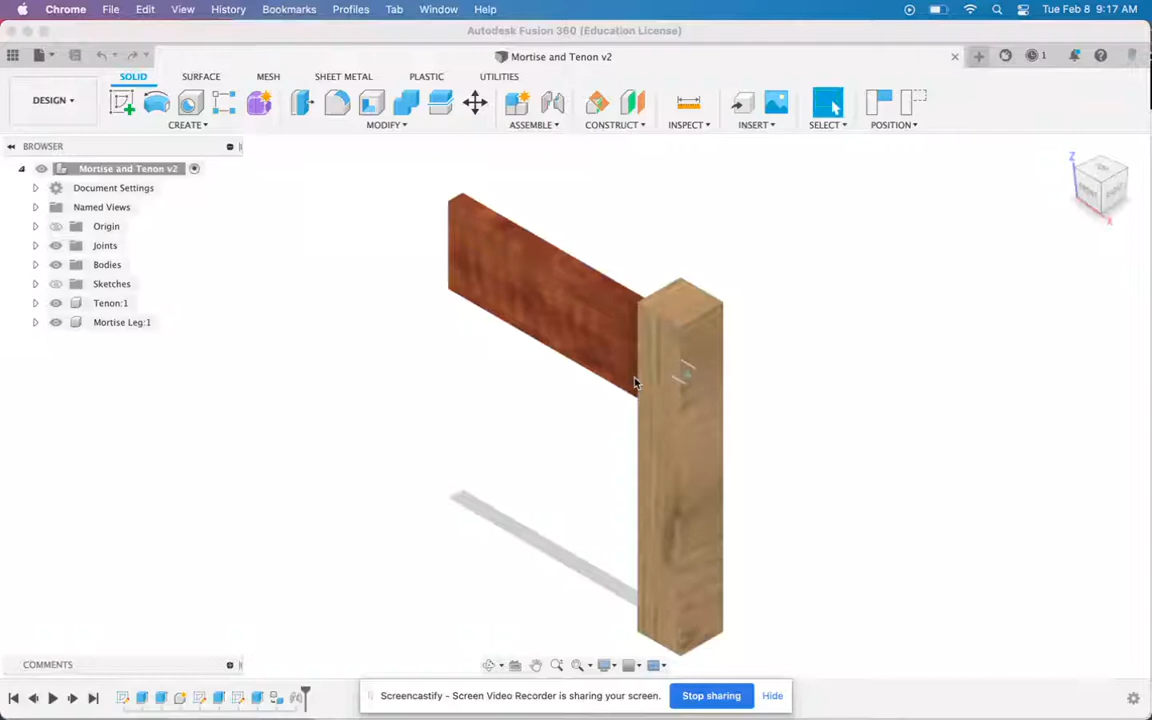 Chrome File Edit View History Bookmarks Profiles Tab Window Help Tue Feb 8 9:17 AM
Autodesk Fusion 360 (Education License)
Mortise and Tenon v2
1
SOLID SURFACE MESH SHEET METAL PLASTIC UTILITIES
DESIGN
CREATE MODIFY ASSEMBLE CONSTRUCT INSPECT INSERT SELECT POSITION
BROWSER
Mortise and Tenon v2
Document Settings
Named Views
Origin
Joints
Bodies
Sketches
Tenon:1
Mortise Leg:1
Z
X
COMMENTS
Screencastify - Screen Video Recorder is sharing your screen. Stop sharing Hide